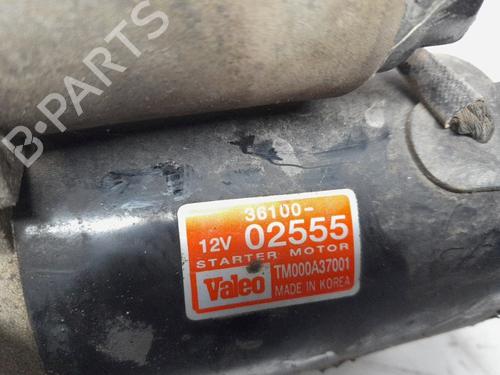 B-PARTS
36100-
12V 02555
STARTER MOTOR
Valeo TM000A37001
MADE IN KOREA